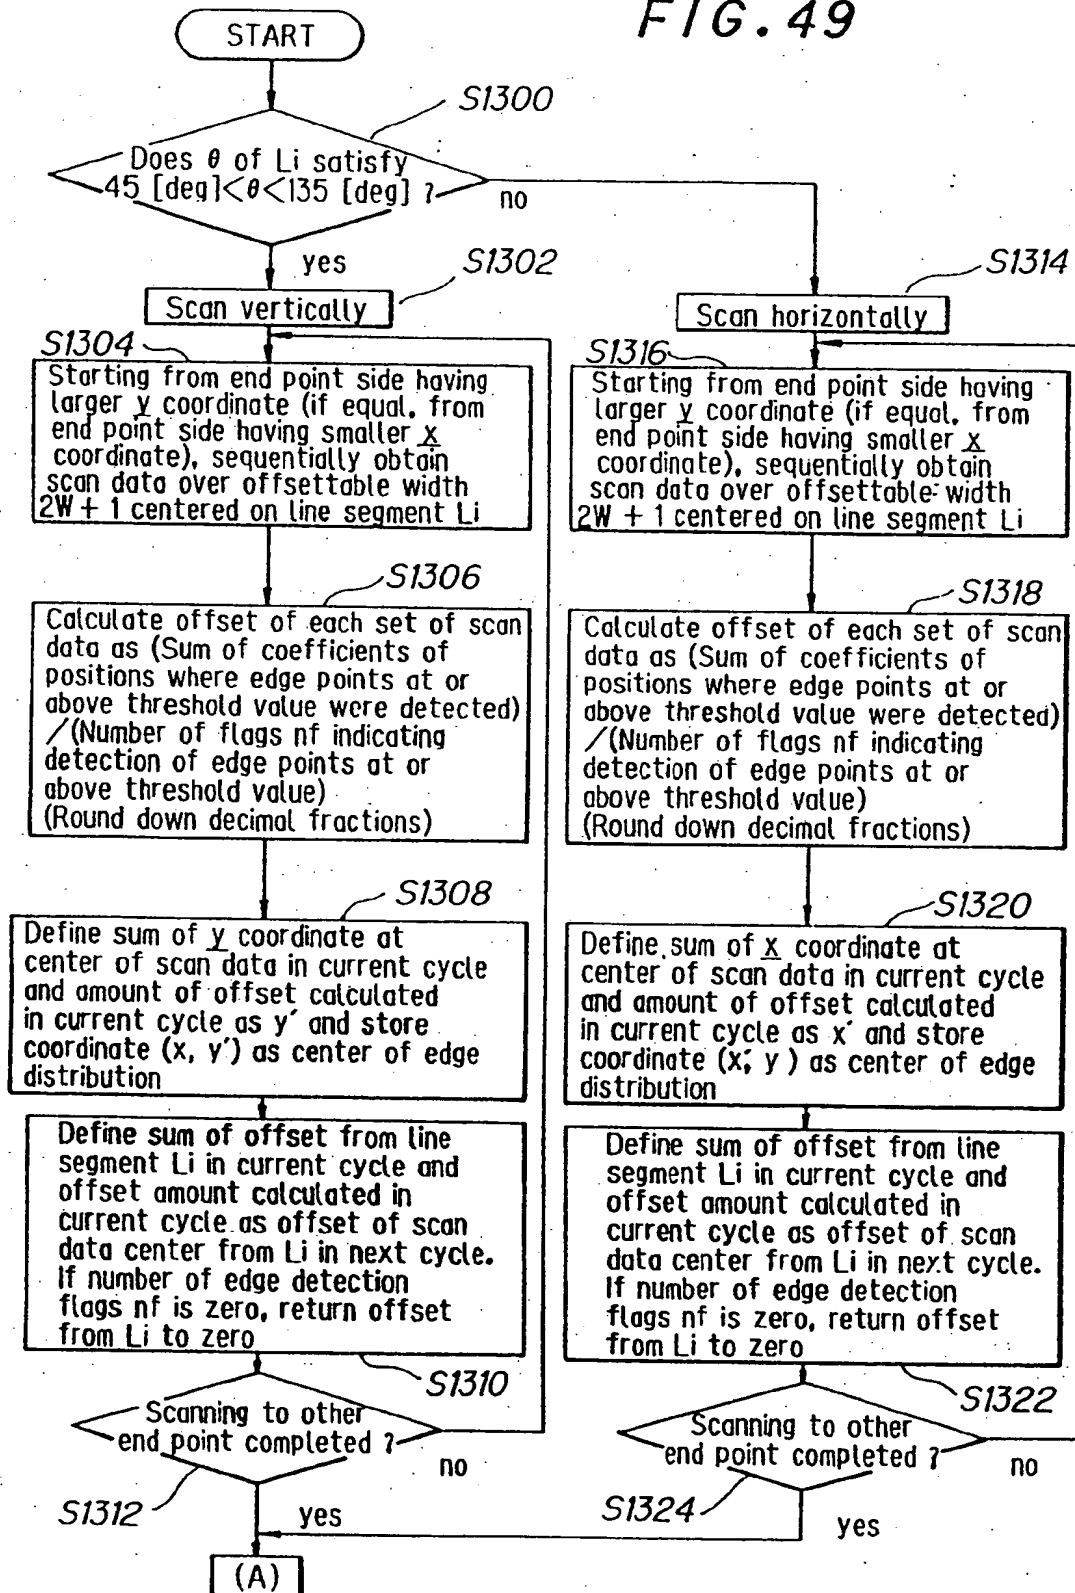 FIG. 49
START
S1300
Does θ of Li satisfy
45 [deg]<θ<135 [deg] ?
no
yes
S1302
Scan vertically
S1304
Starting from end point side having
larger y coordinate (if equal, from
end point side having smaller x
coordinate), sequentially obtain
scan data over offsettable width
2W + 1 centered on line segment Li
S1306
Calculate offset of each set of scan
data as (Sum of coefficients of
positions where edge points at or
above threshold value were detected)
/(Number of flags nf indicating
detection of edge points at or
above threshold value)
(Round down decimal fractions)
S1308
Define sum of y coordinate at
center of scan data in current cycle
and amount of offset calculated
in current cycle as y' and store
coordinate (x, y') as center of edge
distribution
Define sum of offset from line
segment Li in current cycle and
offset amount calculated in
current cycle as offset of scan
data center from Li in next cycle.
If number of edge detection
flags nf is zero, return offset
from Li to zero
S1310
Scanning to other
end point completed ?
no
S1312
yes
(A)
S1314
Scan horizontally
S1316
Starting from end point side having
larger y coordinate (if equal, from
end point side having smaller x
coordinate), sequentially obtain
scan data over offsettable width
2W + 1 centered on line segment Li
S1318
Calculate offset of each set of scan
data as (Sum of coefficients of
positions where edge points at or
above threshold value were detected)
/(Number of flags nf indicating
detection of edge points at or
above threshold value)
(Round down decimal fractions)
S1320
Define sum of x coordinate at
center of scan data in current cycle
and amount of offset calculated
in current cycle as x' and store
coordinate (x', y ) as center of edge
distribution
Define sum of offset from line
segment Li in current cycle and
offset amount calculated in
current cycle as offset of scan
data center from Li in next cycle.
If number of edge detection
flags nf is zero, return offset
from Li to zero
S1322
Scanning to other
end point completed ?
no
S1324
yes